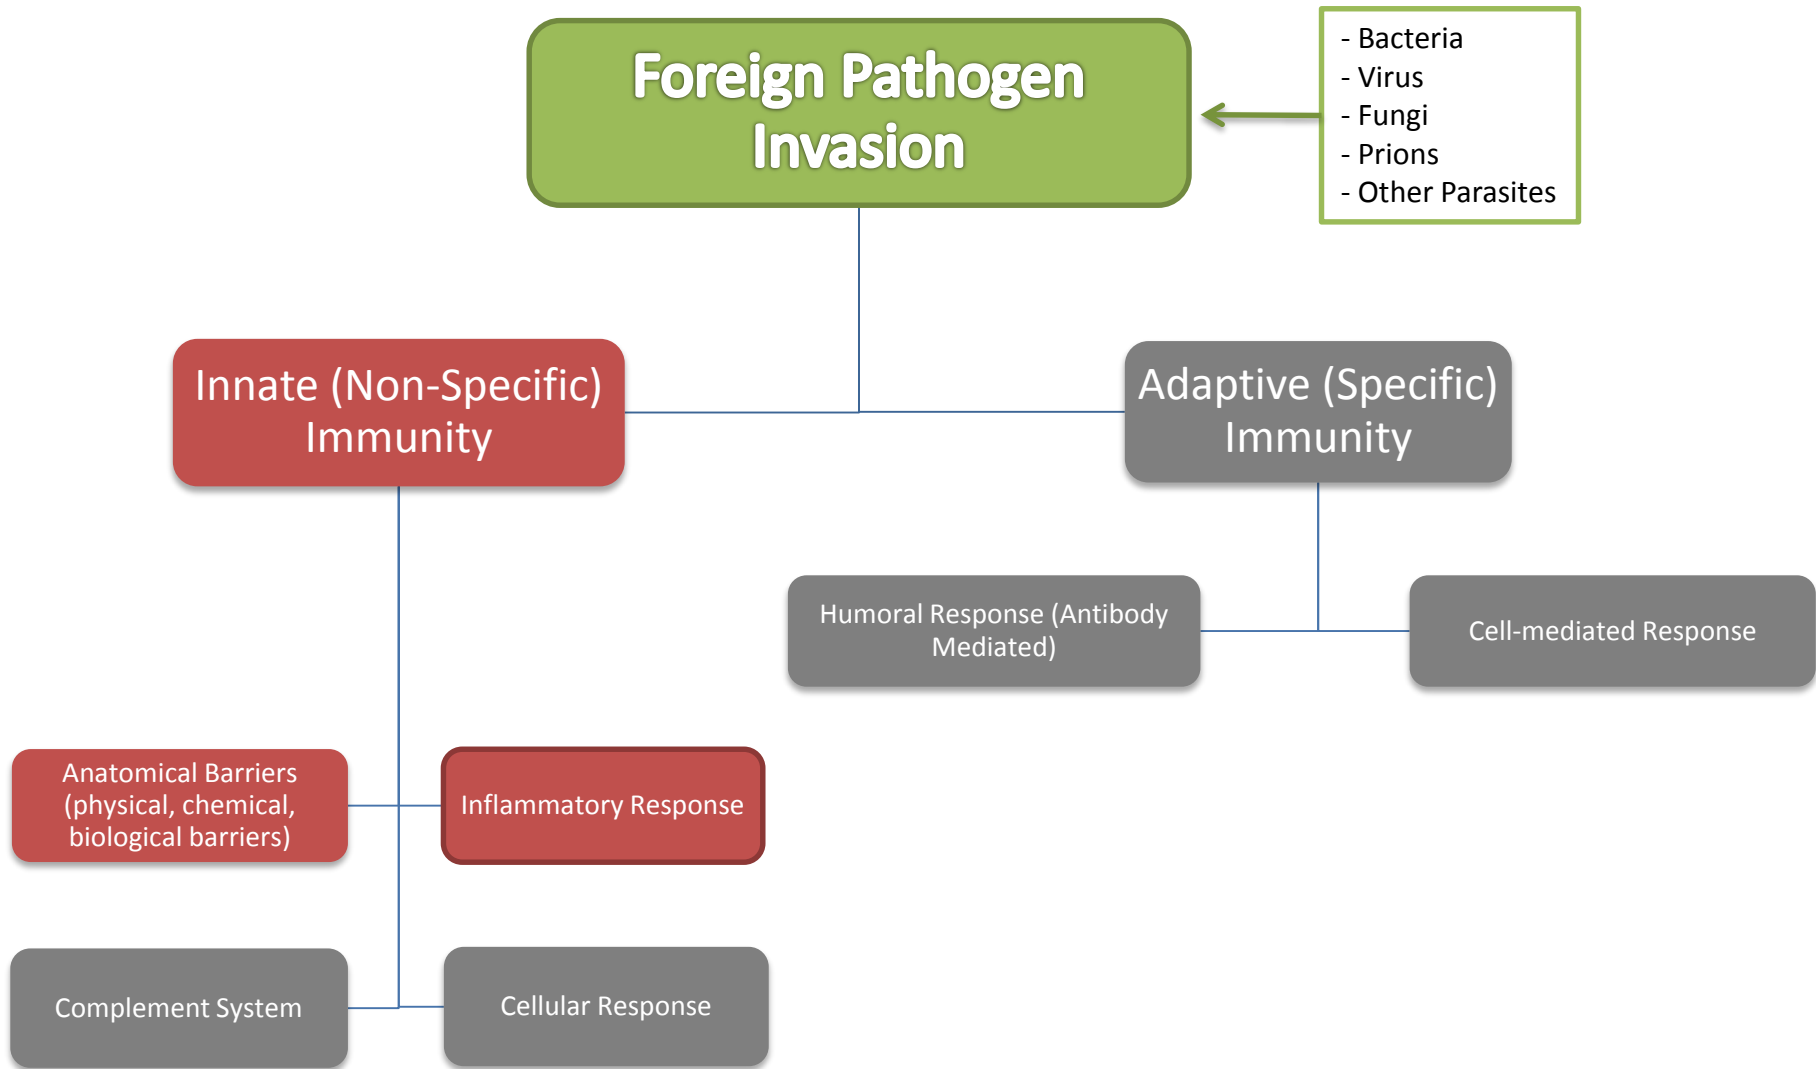 Foreign Pathogen
Invasion
- Bacteria
- Virus
- Fungi
- Prions
- Other Parasites
Innate (Non-Specific)
Immunity
Adaptive (Specific)
Immunity
Humoral Response (Antibody
Mediated)
Cell-mediated Response
Anatomical Barriers
(physical, chemical,
biological barriers)
Inflammatory Response
Complement System
Cellular Response